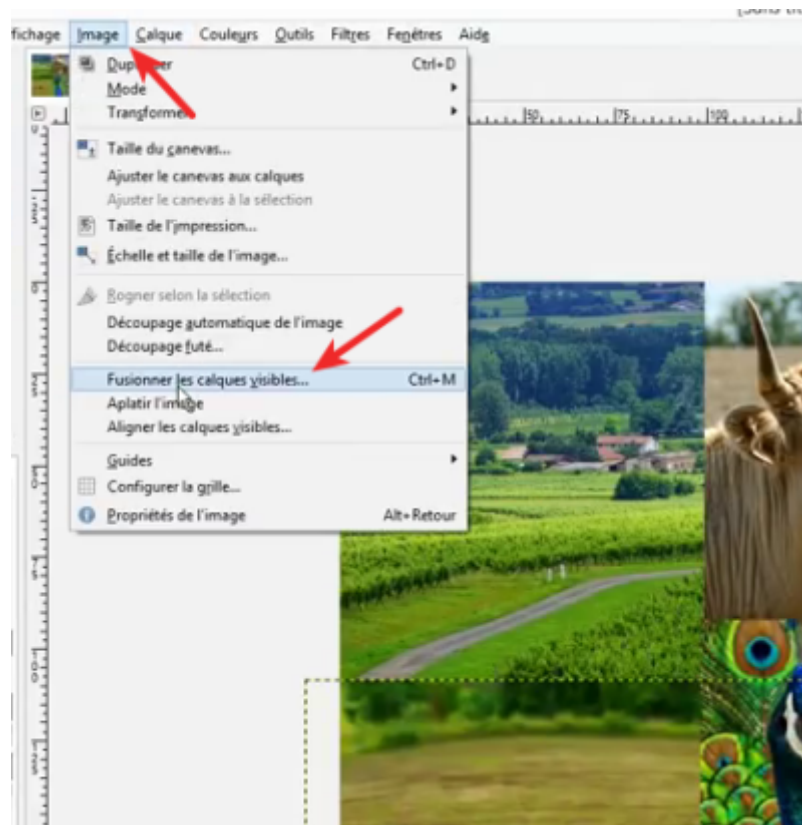 fichage Image Calque Couleurs Outils Filtres Fenêtres Aide
Ctrl+D
Mode
Transformer
Taille du canevas...
Ajuster le canevas aux calques
Ajuster le canevas à la sélection
Taille de l'impression...
Échelle et taille de l'image...
Rogner selon la sélection
Découpage automatique de l'image
Découpage futé...
Fusionner les calques visibles... Ctrl+M
Aplatir l'image
Aligner les calques visibles...
Guides
Configurer la grille...
Propriétés de l'image Alt+Retour
50 75 100